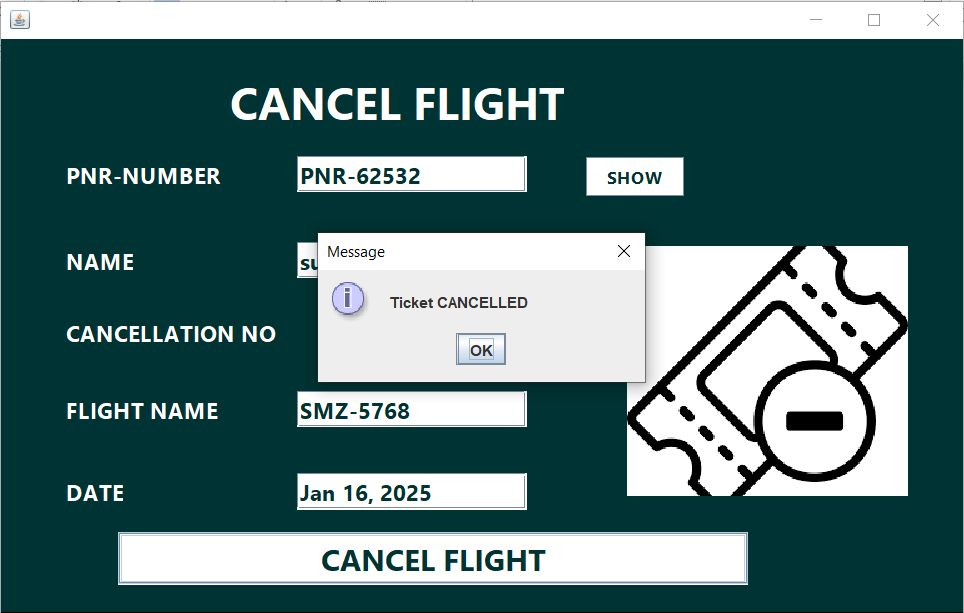 CANCEL FLIGHT
PNR-NUMBER PNR-62532 SHOW
Message
NAME
Ticket CANCELLED
CANCELLATION NO
OK
FLIGHT NAME SMZ-5768
DATE Jan 16, 2025
CANCEL FLIGHT